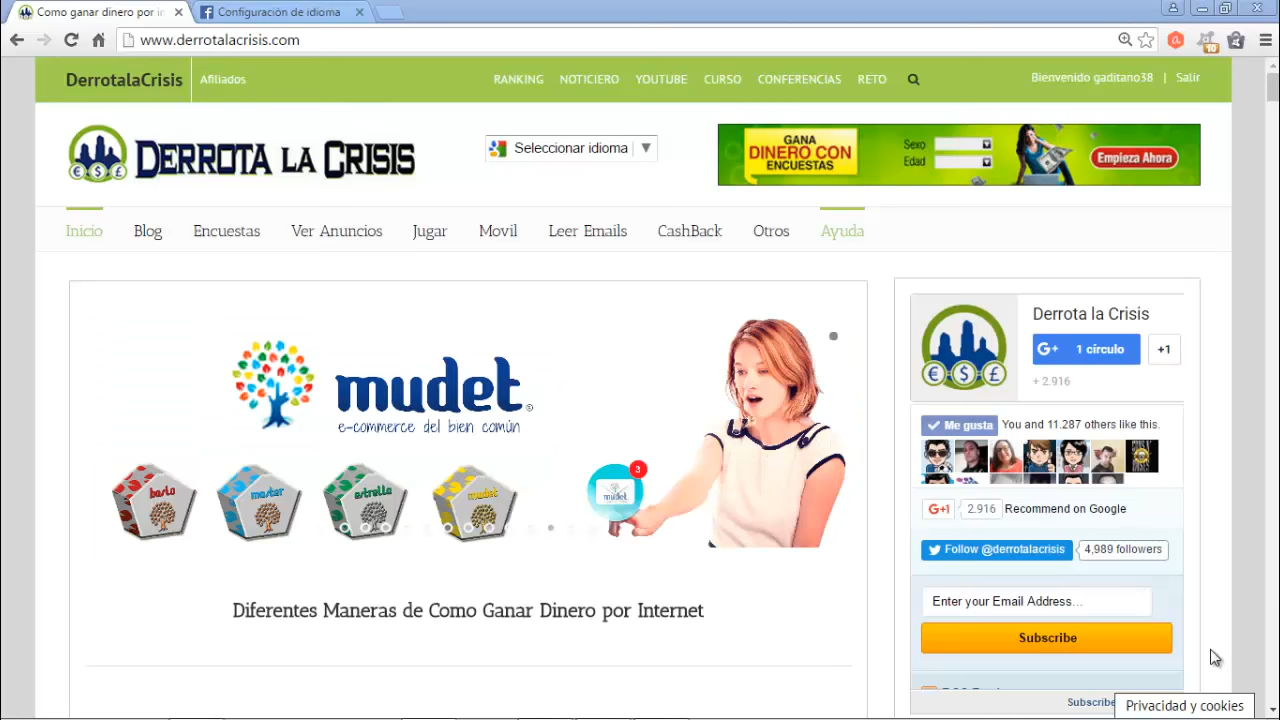 Como ganar dinero por in
Configuración de idioma
www.derrotalacrisis.com
10
DerrotalaCrisis
Afiliados
RANKING
NOTICIERO
YOUTUBE
CURSO
CONFERENCIAS
RETO
Bienvenido gaditano38 | Salir
DERROTA LA CRISIS
Seleccionar idioma
GANA
DINERO CON
ENCUESTAS
Sexo
Edad
Empieza Ahora
Inicio
Blog
Encuestas
Ver Anuncios
Jugar
Movil
Leer Emails
CashBack
Otros
Ayuda
mudet®
e-commerce del bien común
basto
master
estrella
mudet
mudet
3
Diferentes Maneras de Como Ganar Dinero por Internet
Derrota la Crisis
G+ 1 círculo
+1
+ 2.916
Me gusta
You and 11.287 others like this.
G+1
2.916
Recommend on Google
Follow @derrotalacrisis
4,989 followers
Enter your Email Address...
Subscribe
Subscribe
Privacidad y cookies